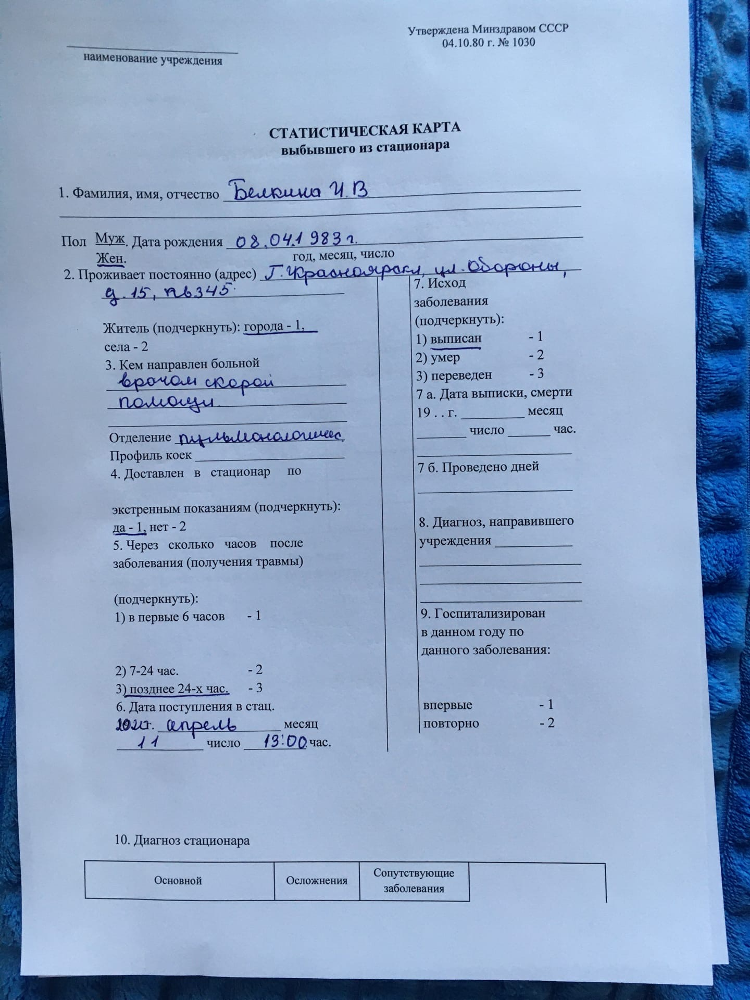 Утверждена Минздравом СССР
04.10.80 г. № 1030
наименование учреждения
СТАТИСТИЧЕСКАЯ КАРТА
выбывшего из стационара
1. Фамилия, имя, отчество Белкина И. В
Пол Муж. Дата рождения 08.04.1983 г.
Жен. год, месяц, число
2. Проживает постоянно (адрес) Г. Красноярск, ул. Обороны,
д. 15, кв 345
Житель (подчеркнуть): города - 1,
села - 2
3. Кем направлен больной
врачом скорой
помощи.
Отделение пульмонологичес.
Профиль коек
4. Доставлен в стационар по
экстренным показаниям (подчеркнуть):
да - 1, нет - 2
5. Через сколько часов после
заболевания (получения травмы)
(подчеркнуть):
1) в первые 6 часов - 1
2) 7-24 час. - 2
3) позднее 24-х час. - 3
6. Дата поступления в стац.
апрель месяц
11 число 13:00 час.
7. Исход
заболевания
(подчеркнуть):
1) выписан - 1
2) умер - 2
3) переведен - 3
7 а. Дата выписки, смерти
19 . . г. месяц
число час.
7 б. Проведено дней
8. Диагноз, направившего
учреждения
9. Госпитализирован
в данном году по
данного заболевания:
впервые - 1
повторно - 2
10. Диагноз стационара
Основной Осложнения Сопутствующие
заболевания